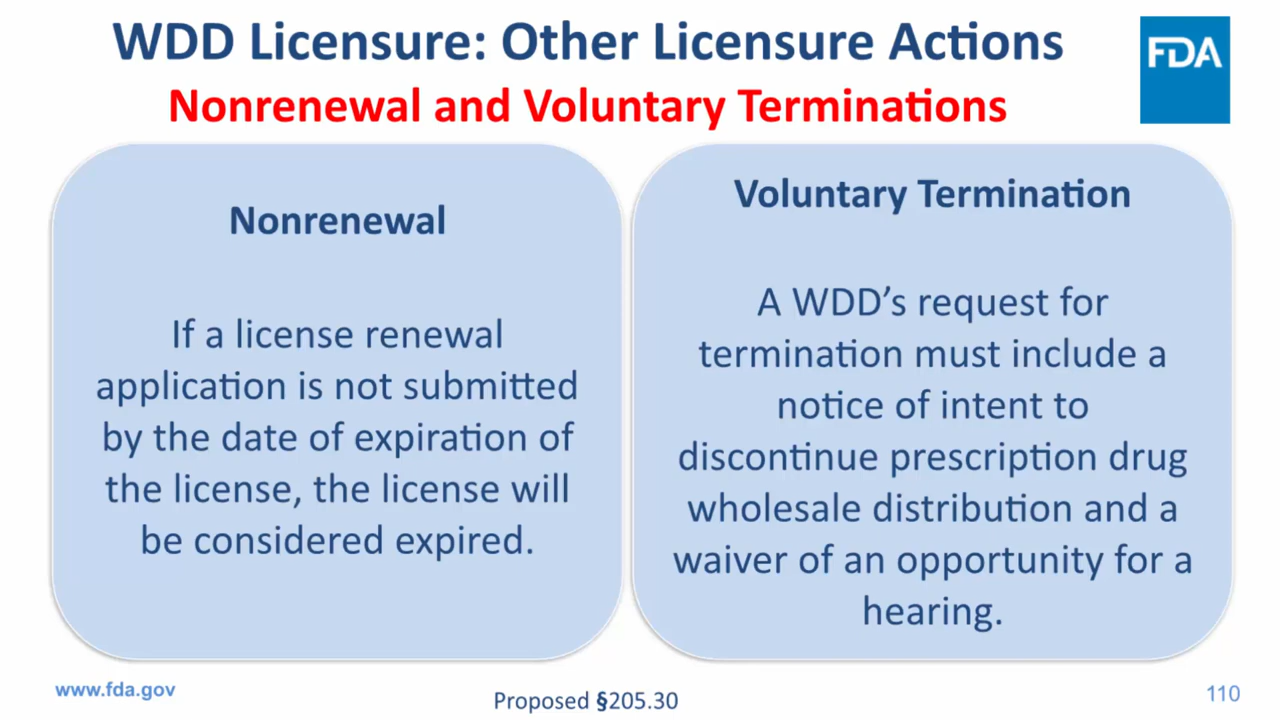 WDD Licensure: Other Licensure Actions
FDA
Nonrenewal and Voluntary Terminations
Nonrenewal
If a license renewal
application is not submitted
by the date of expiration of
the license, the license will
be considered expired.
Voluntary Termination
A WDD’s request for
termination must include a
notice of intent to
discontinue prescription drug
wholesale distribution and a
waiver of an opportunity for a
hearing.
www.fda.gov
Proposed §205.30
110